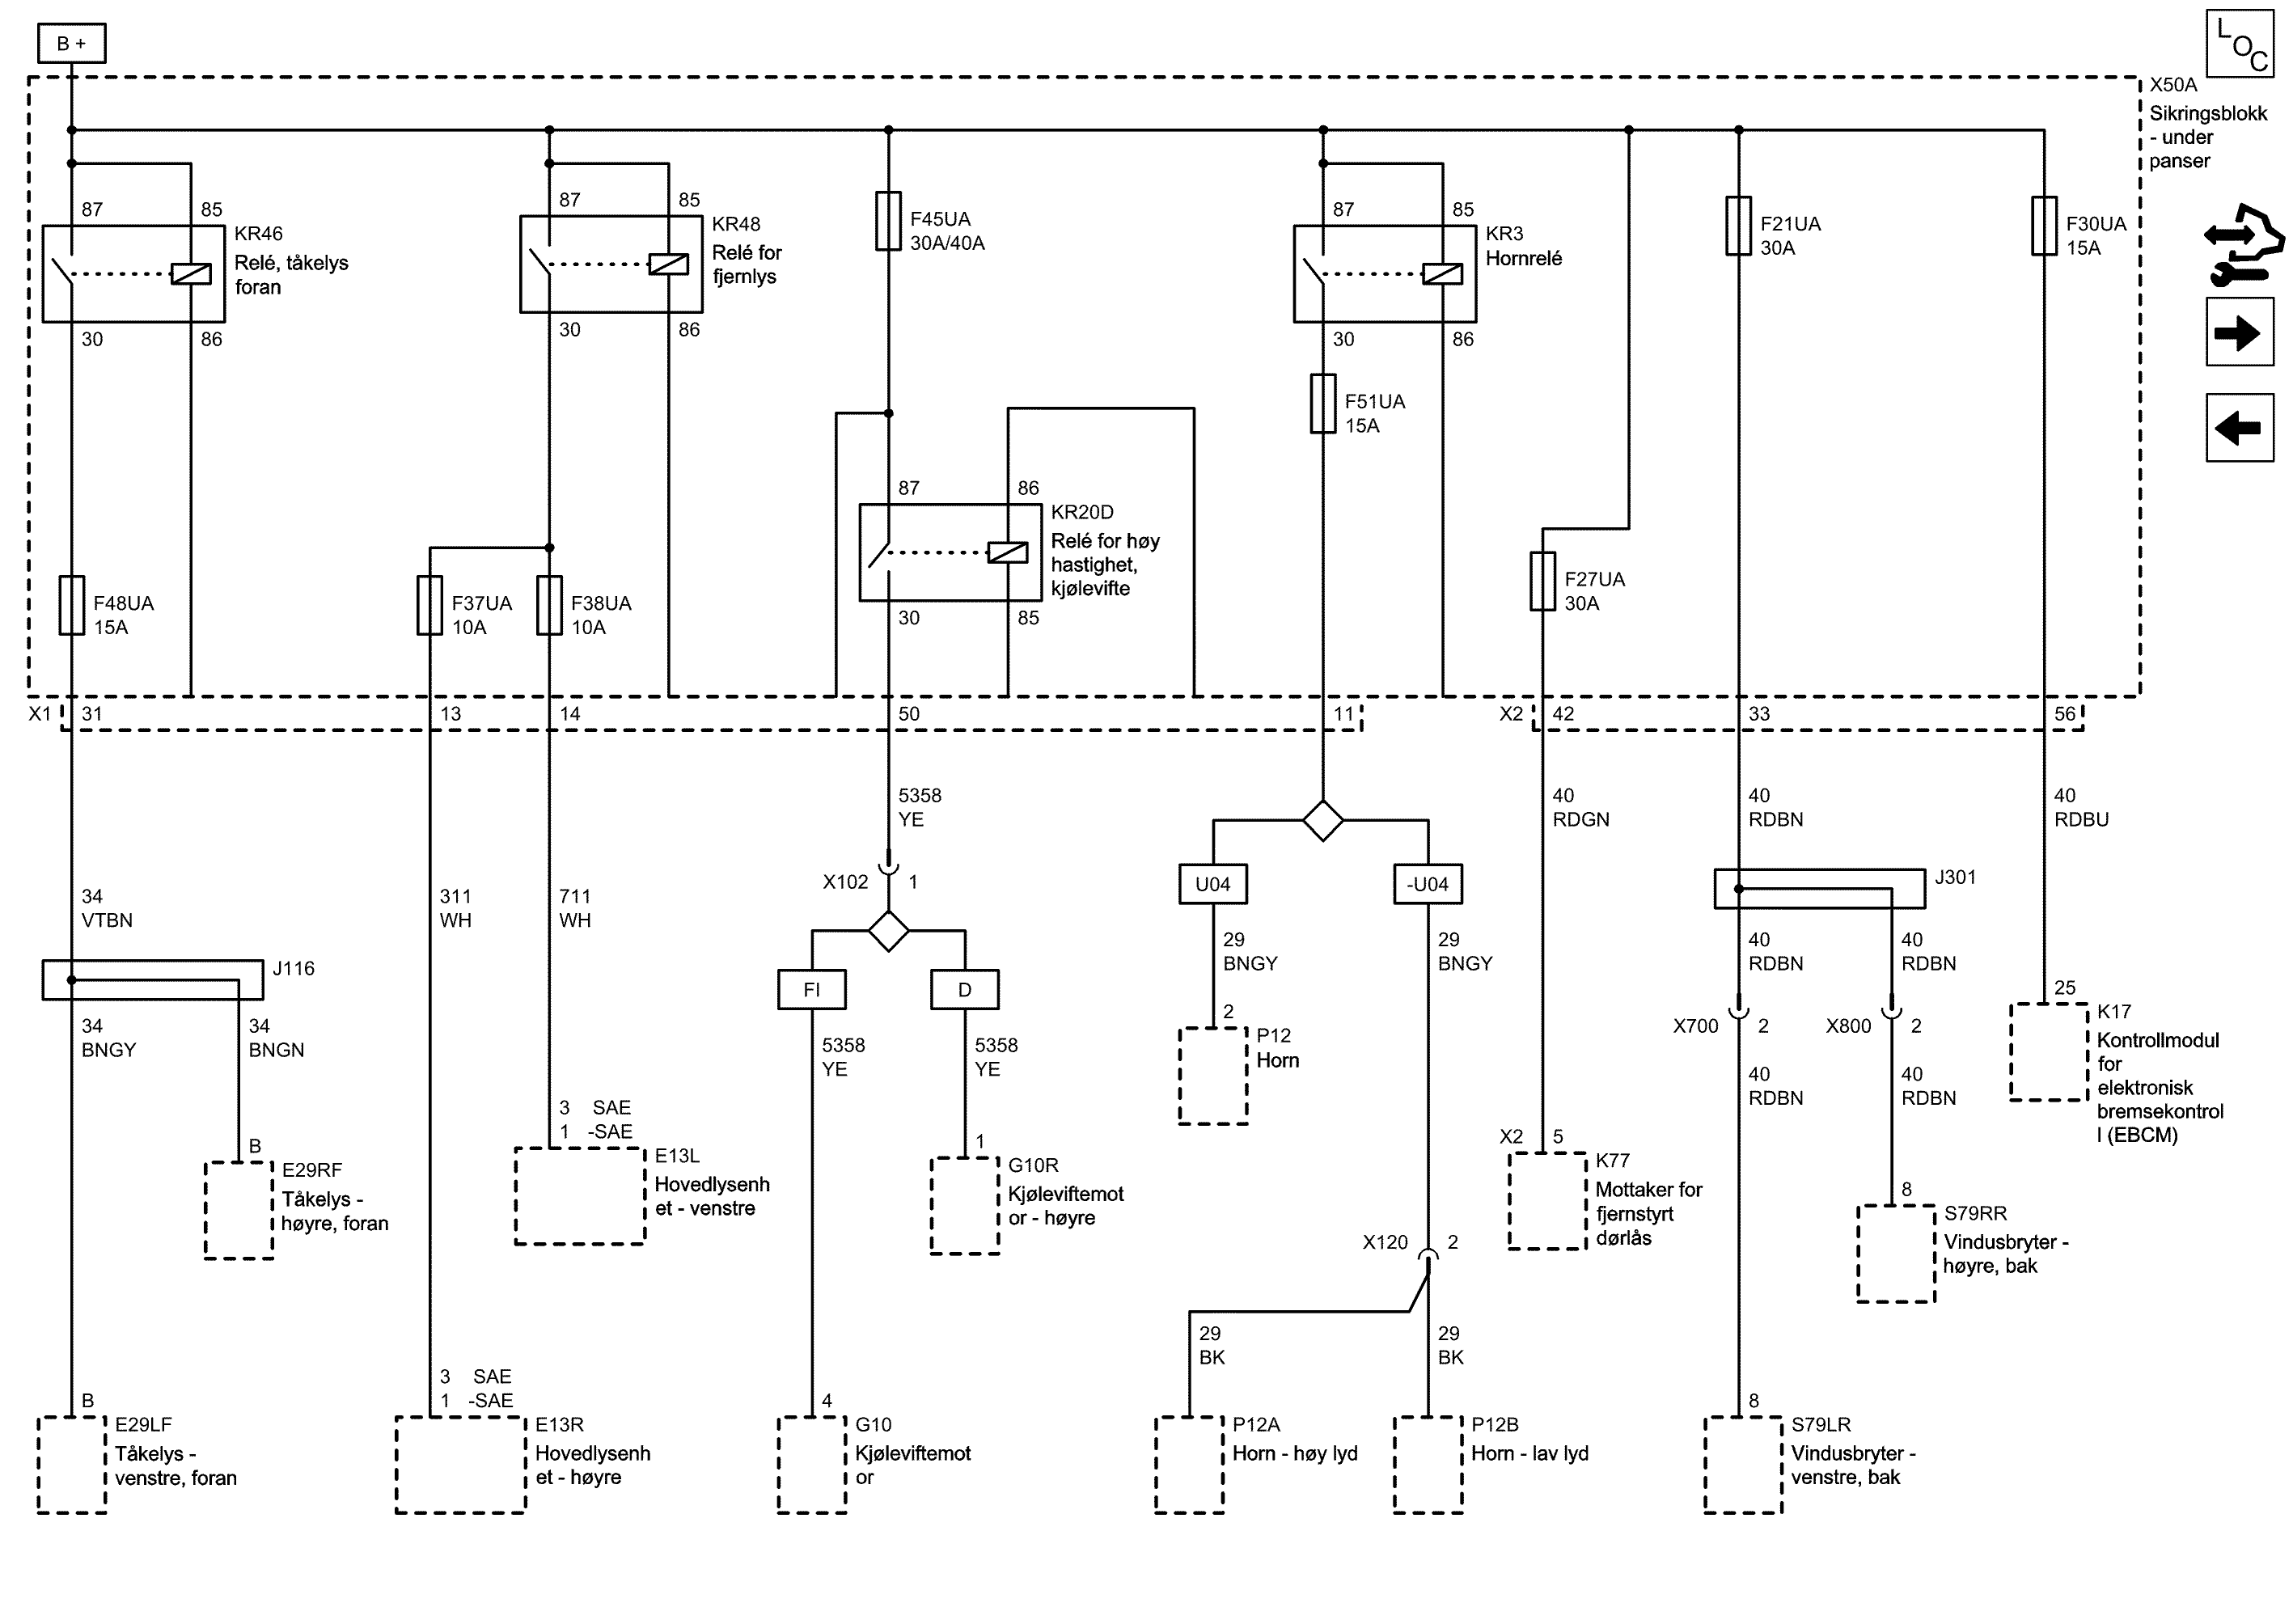 B +
LOC
X50A
Sikringsblokk
- under
panser
87
85
KR46
Relé, tåkelys
foran
30
86
87
85
KR48
Relé for
fjernlys
30
86
F45UA
30A/40A
87
85
KR3
Hornrelé
30
86
F51UA
15A
F21UA
30A
F30UA
15A
87
86
KR20D
Relé for høy
hastighet,
kjølevifte
30
85
F48UA
15A
F37UA
10A
F38UA
10A
F27UA
30A
X1
31
13
14
50
11
X2
42
33
56
5358
YE
40
RDGN
40
RDBN
40
RDBU
34
VTBN
311
WH
711
WH
X102
1
U04
-U04
J301
J116
FI
D
29
BNGY
29
BNGY
40
RDBN
40
RDBN
34
BNGY
34
BNGN
5358
YE
5358
YE
2
P12
Horn
X700
2
X800
2
25
K17
Kontrollmodul
for
elektronisk
bremsekontrol
l (EBCM)
40
RDBN
40
RDBN
B
E29RF
Tåkelys -
høyre, foran
3 SAE
1 -SAE
E13L
Hovedlysenh
et - venstre
1
G10R
Kjøleviftemot
or - høyre
X2
5
K77
Mottaker for
fjernstyrt
dørlås
8
S79RR
Vindusbryter -
høyre, bak
X120
2
29
BK
29
BK
B
E29LF
Tåkelys -
venstre, foran
3 SAE
1 -SAE
E13R
Hovedlysenh
et - høyre
4
G10
Kjøleviftemot
or
P12A
Horn - høy lyd
P12B
Horn - lav lyd
8
S79LR
Vindusbryter -
venstre, bak